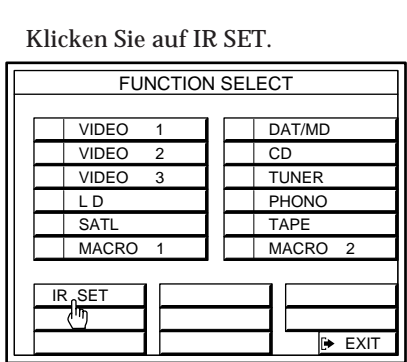 Klicken Sie auf IR SET.
FUNCTION SELECT
VIDEO 1 DAT/MD
VIDEO 2 CD
VIDEO 3 TUNER
L D PHONO
SATL TAPE
MACRO 1 MACRO 2
IR SET
EXIT